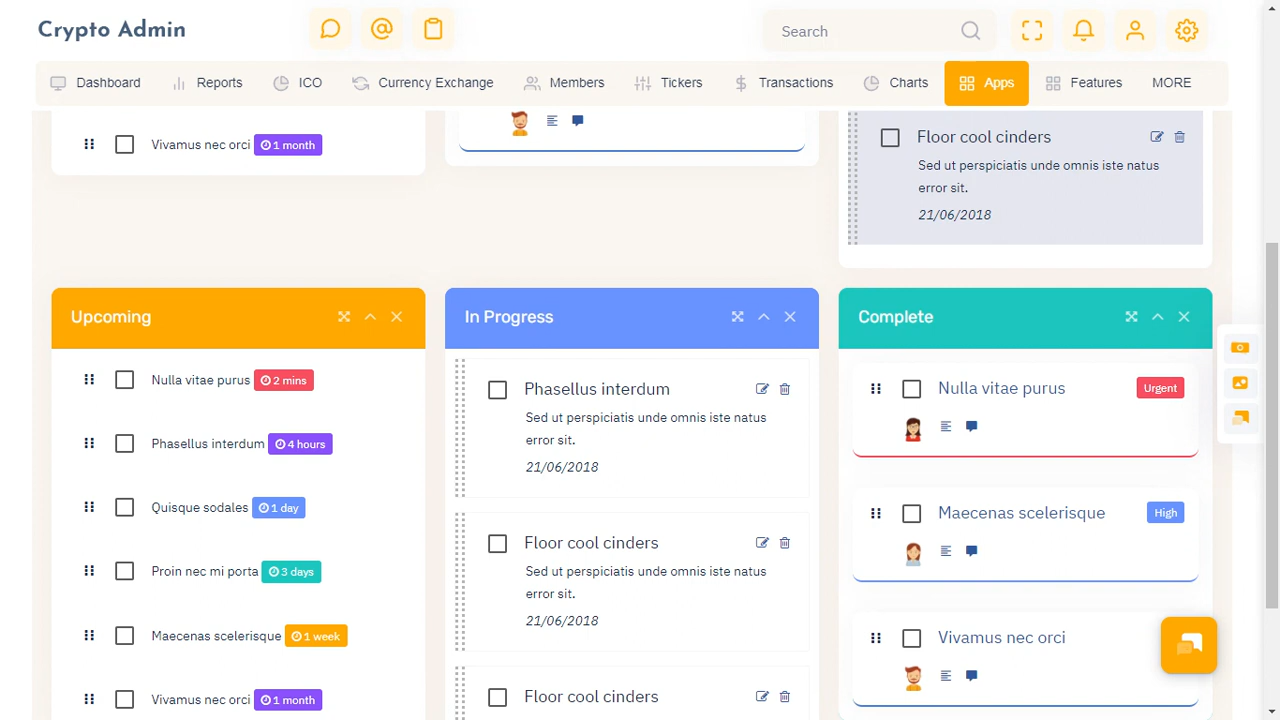 Crypto Admin
Search
Dashboard
Reports
ICO
Currency Exchange
Members
Tickers
Transactions
Charts
Apps
Features
MORE
Vivamus nec orci 1 month
Floor cool cinders
Sed ut perspiciatis unde omnis iste natus
error sit.
21/06/2018
Upcoming
Nulla vitae purus 2 mins
Phasellus interdum 4 hours
Quisque sodales 1 day
Proin nec mi porta 3 days
Maecenas scelerisque 1 week
Vivamus nec orci 1 month
In Progress
Phasellus interdum
Sed ut perspiciatis unde omnis iste natus
error sit.
21/06/2018
Floor cool cinders
Sed ut perspiciatis unde omnis iste natus
error sit.
21/06/2018
Floor cool cinders
Complete
Nulla vitae purus Urgent
Maecenas scelerisque High
Vivamus nec orci